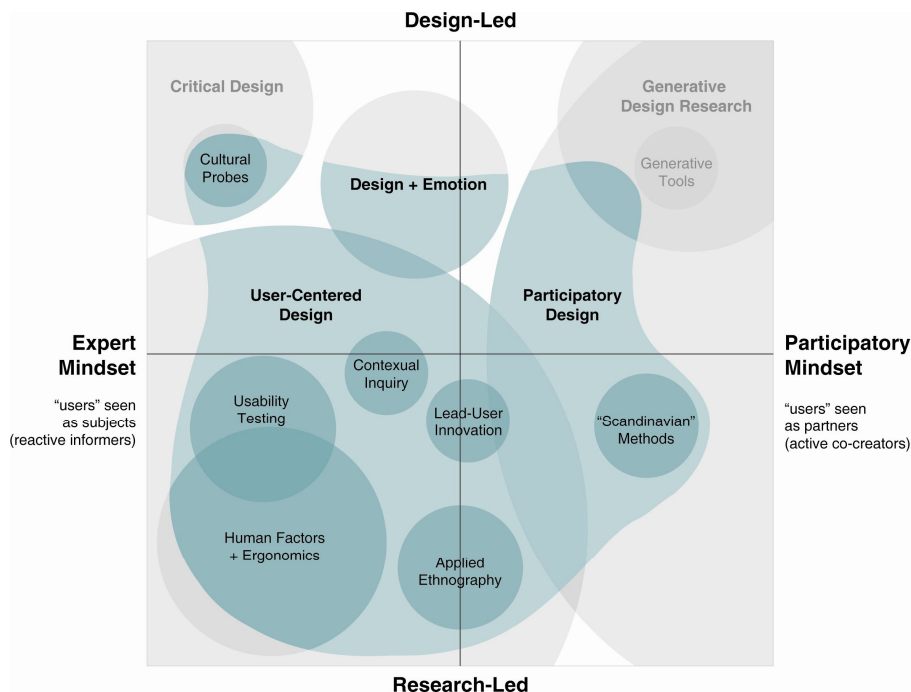 Design-Led
Critical Design
Generative
Design Research
Cultural
Probes
Generative
Tools
Design + Emotion
User-Centered
Design
Participatory
Design
Expert
Mindset
“users” seen
as subjects
(reactive informers)
Participatory
Mindset
“users” seen
as partners
(active co-creators)
Contexual
Inquiry
Usability
Testing
Lead-User
Innovation
“Scandinavian”
Methods
Human Factors
+ Ergonomics
Applied
Ethnography
Research-Led